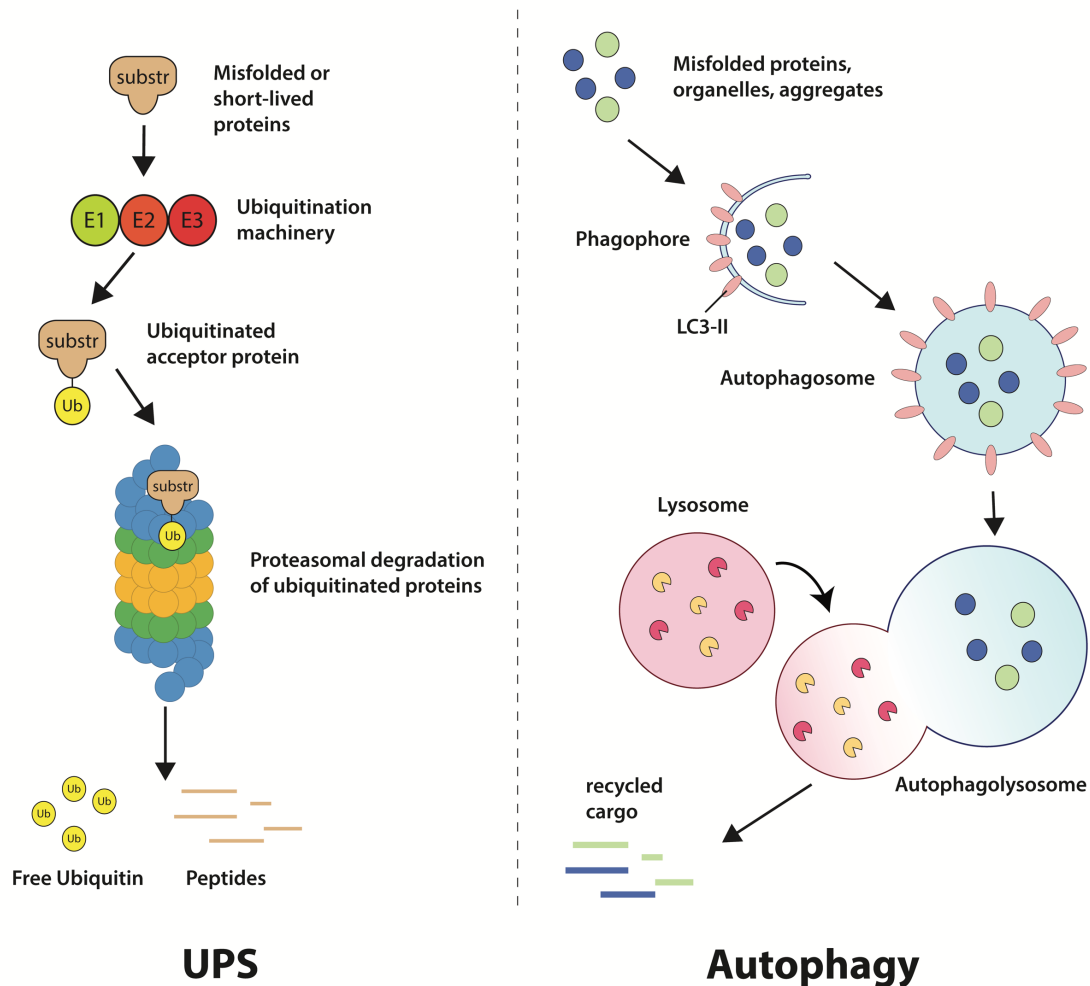 substr
Misfolded or
short-lived
proteins
E1 E2 E3
Ubiquitination
machinery
substr
Ub
Ubiquitinated
acceptor protein
substr
Ub
Proteasomal degradation
of ubiquitinated proteins
Ub
Ub
Ub
Ub
Free Ubiquitin
Peptides
UPS
Misfolded proteins,
organelles, aggregates
Phagophore
LC3-II
Autophagosome
Lysosome
Autophagolysosome
recycled
cargo
Autophagy